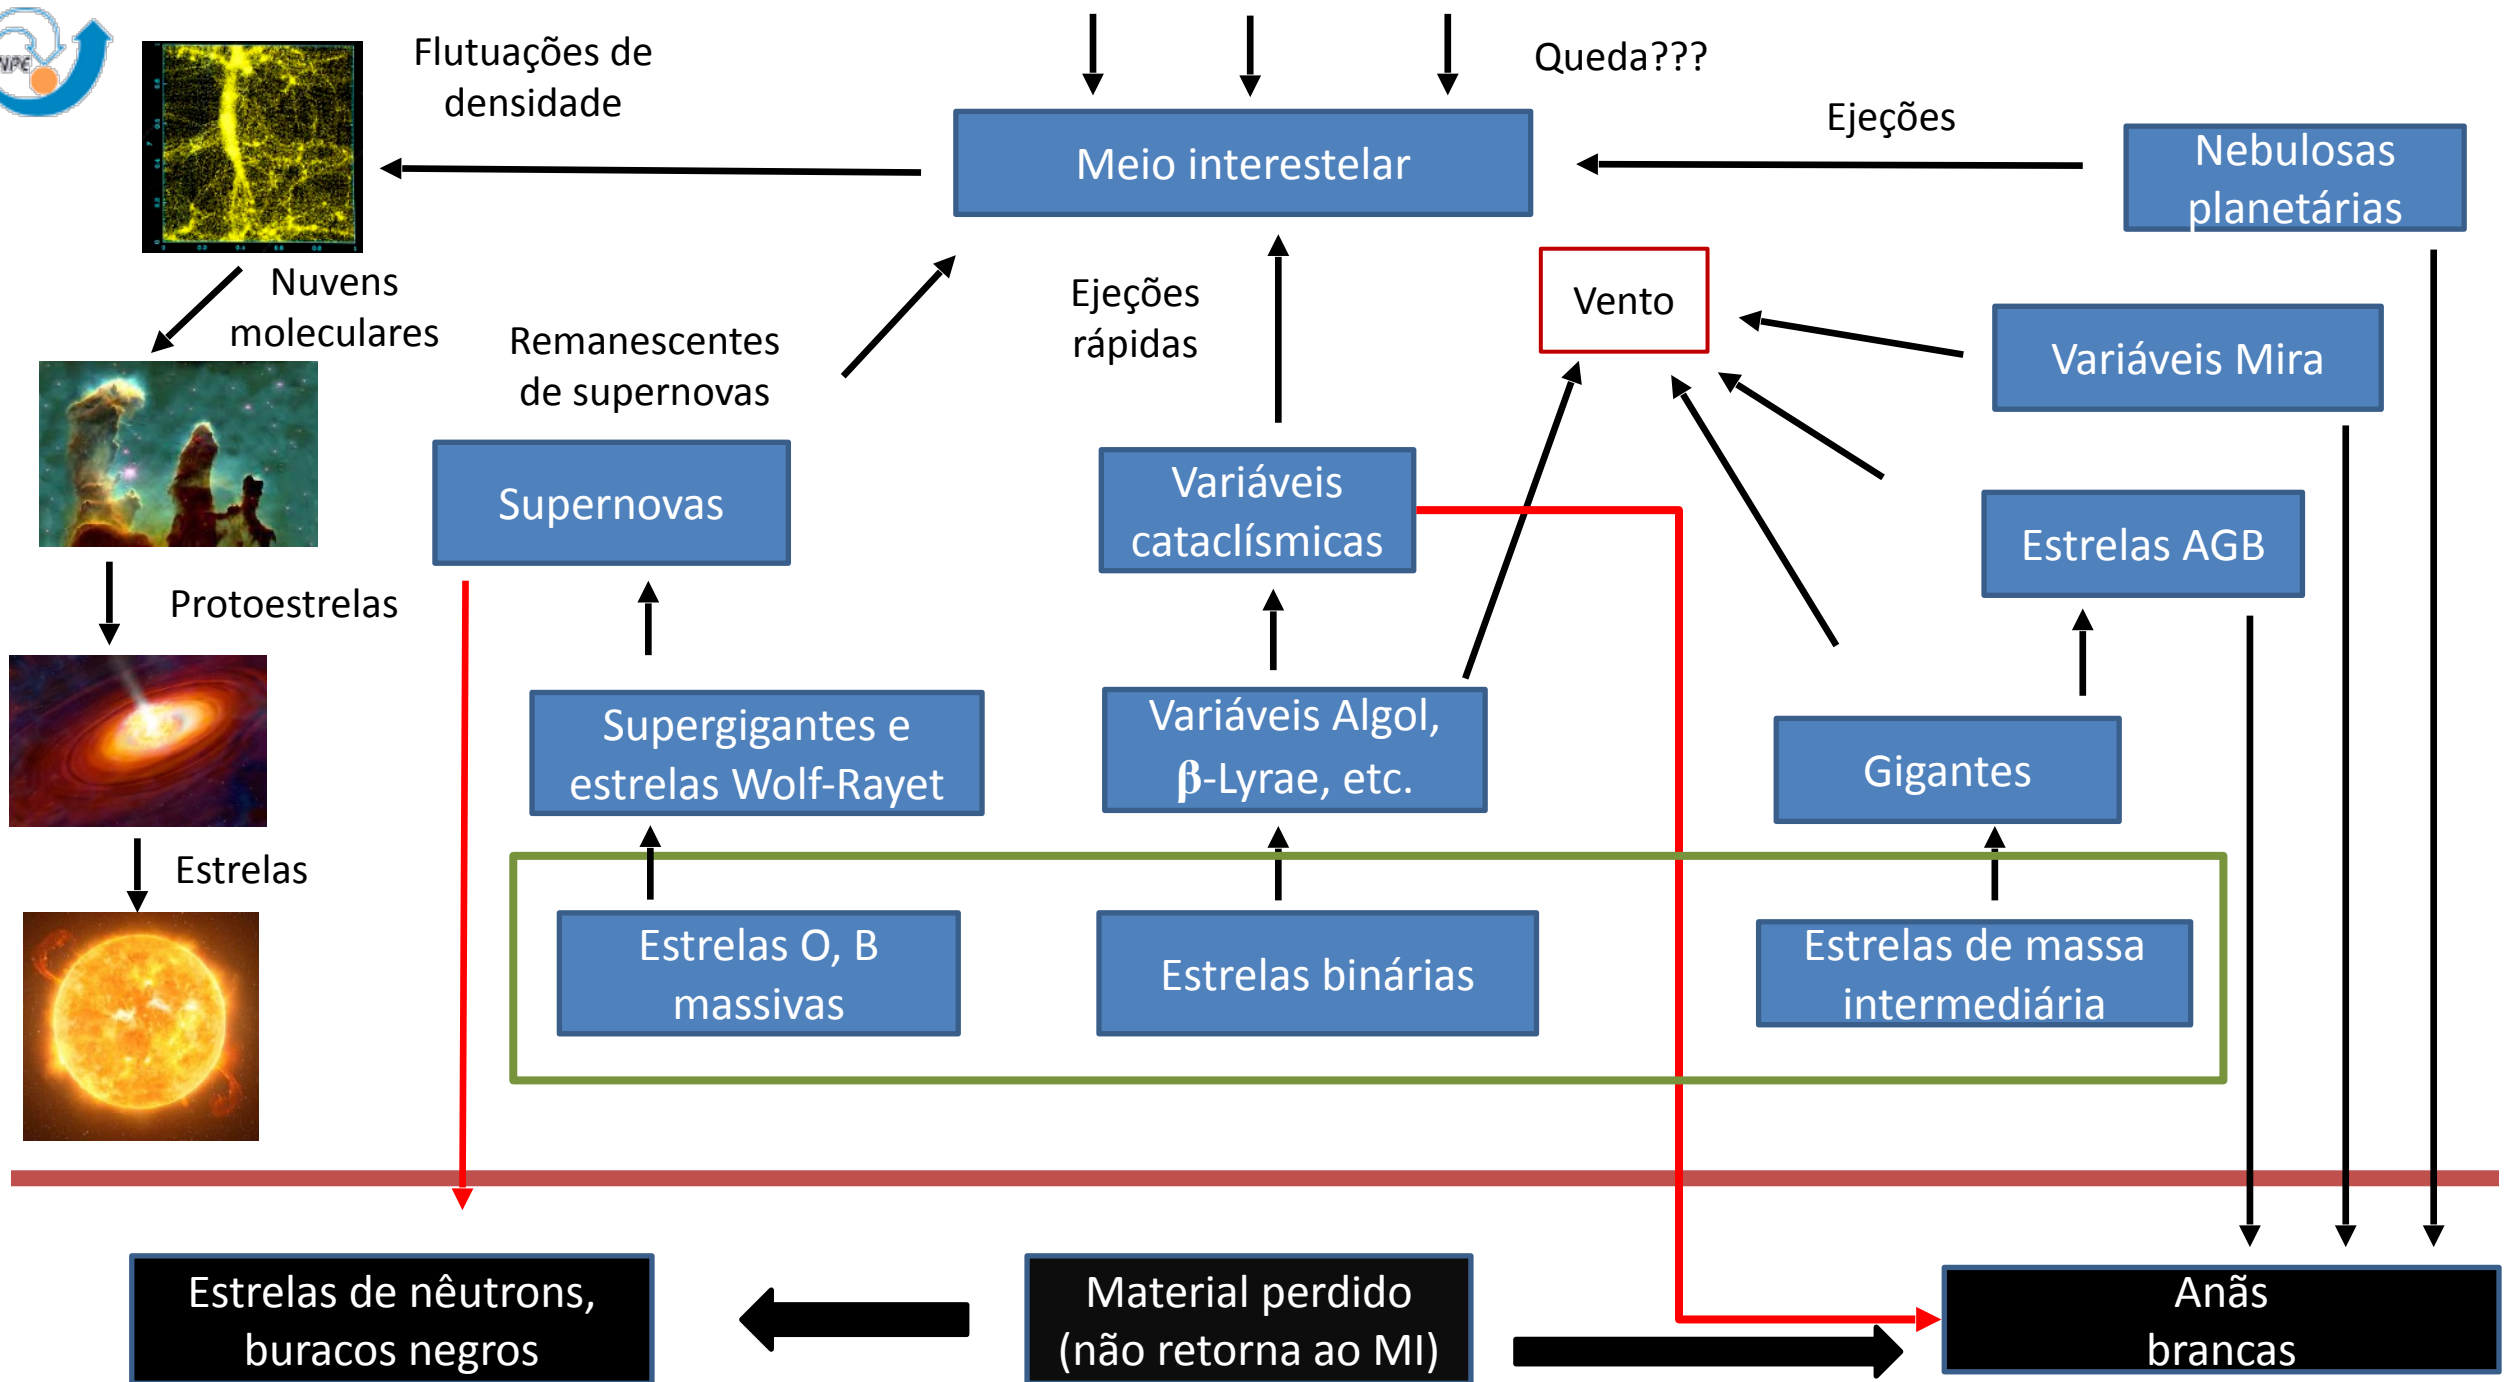 Flutuações de
densidade
Queda???
Ejeções
Meio interestelar
Nebulosas
planetárias
Nuvens
moleculares
Remanescentes
de supernovas
Ejeções
rápidas
Vento
Variáveis Mira
Supernovas
Variáveis
cataclísmicas
Estrelas AGB
Protoestrelas
Supergigantes e
estrelas Wolf-Rayet
Variáveis Algol,
β-Lyrae, etc.
Gigantes
Estrelas
Estrelas O, B
massivas
Estrelas binárias
Estrelas de massa
intermediária
Estrelas de nêutrons,
buracos negros
Material perdido
(não retorna ao MI)
Anãs
brancas